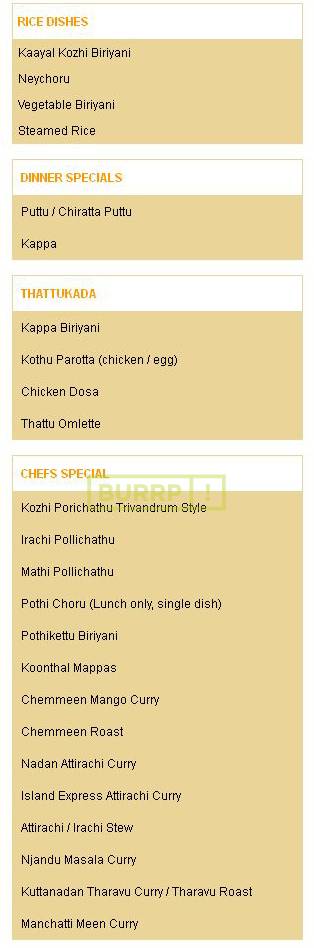 RICE DISHES
Kaayal Kozhi Biriyani
Neychoru
Vegetable Biriyani
Steamed Rice
DINNER SPECIALS
Puttu / Chiratta Puttu
Kappa
THATTUKADA
Kappa Biriyani
Kothu Parotta (chicken / egg)
Chicken Dosa
Thattu Omlette
CHEFS SPECIAL
BURRP!
Kozhi Porichathu Trivandrum Style
Irachi Pollichathu
Mathi Pollichathu
Pothi Choru (Lunch only, single dish)
Pothikettu Biriyani
Koonthal Mappas
Chemmeen Mango Curry
Chemmeen Roast
Nadan Attirachi Curry
Island Express Attirachi Curry
Attirachi / Irachi Stew
Njandu Masala Curry
Kuttanadan Tharavu Curry / Tharavu Roast
Manchatti Meen Curry